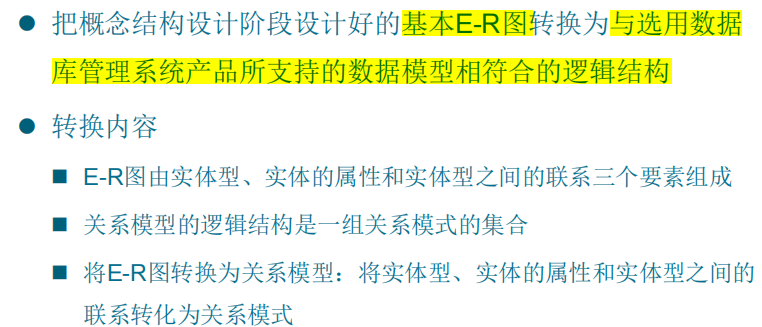 把概念结构设计阶段设计好的基本E-R图转换为与选用数据
库管理系统产品所支持的数据模型相符合的逻辑结构
转换内容
E-R图由实体型、实体的属性和实体型之间的联系三个要素组成
关系模型的逻辑结构是一组关系模式的集合
将E-R图转换为关系模型：将实体型、实体的属性和实体型之间的
联系转化为关系模式